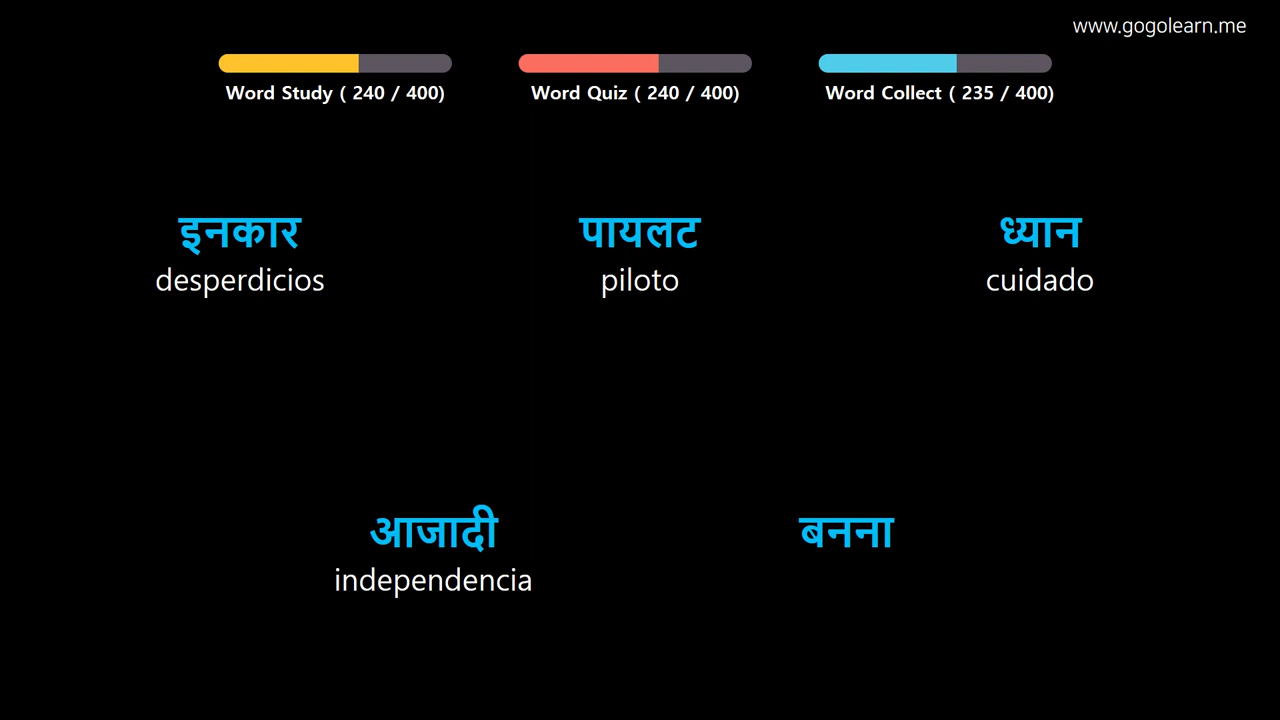 www.gogolearn.me
Word Study ( 240 / 400)
Word Quiz ( 240 / 400)
Word Collect ( 235 / 400)
इनकार
desperdicios
पायलट
piloto
ध्यान
cuidado
आजादी
independencia
बनना